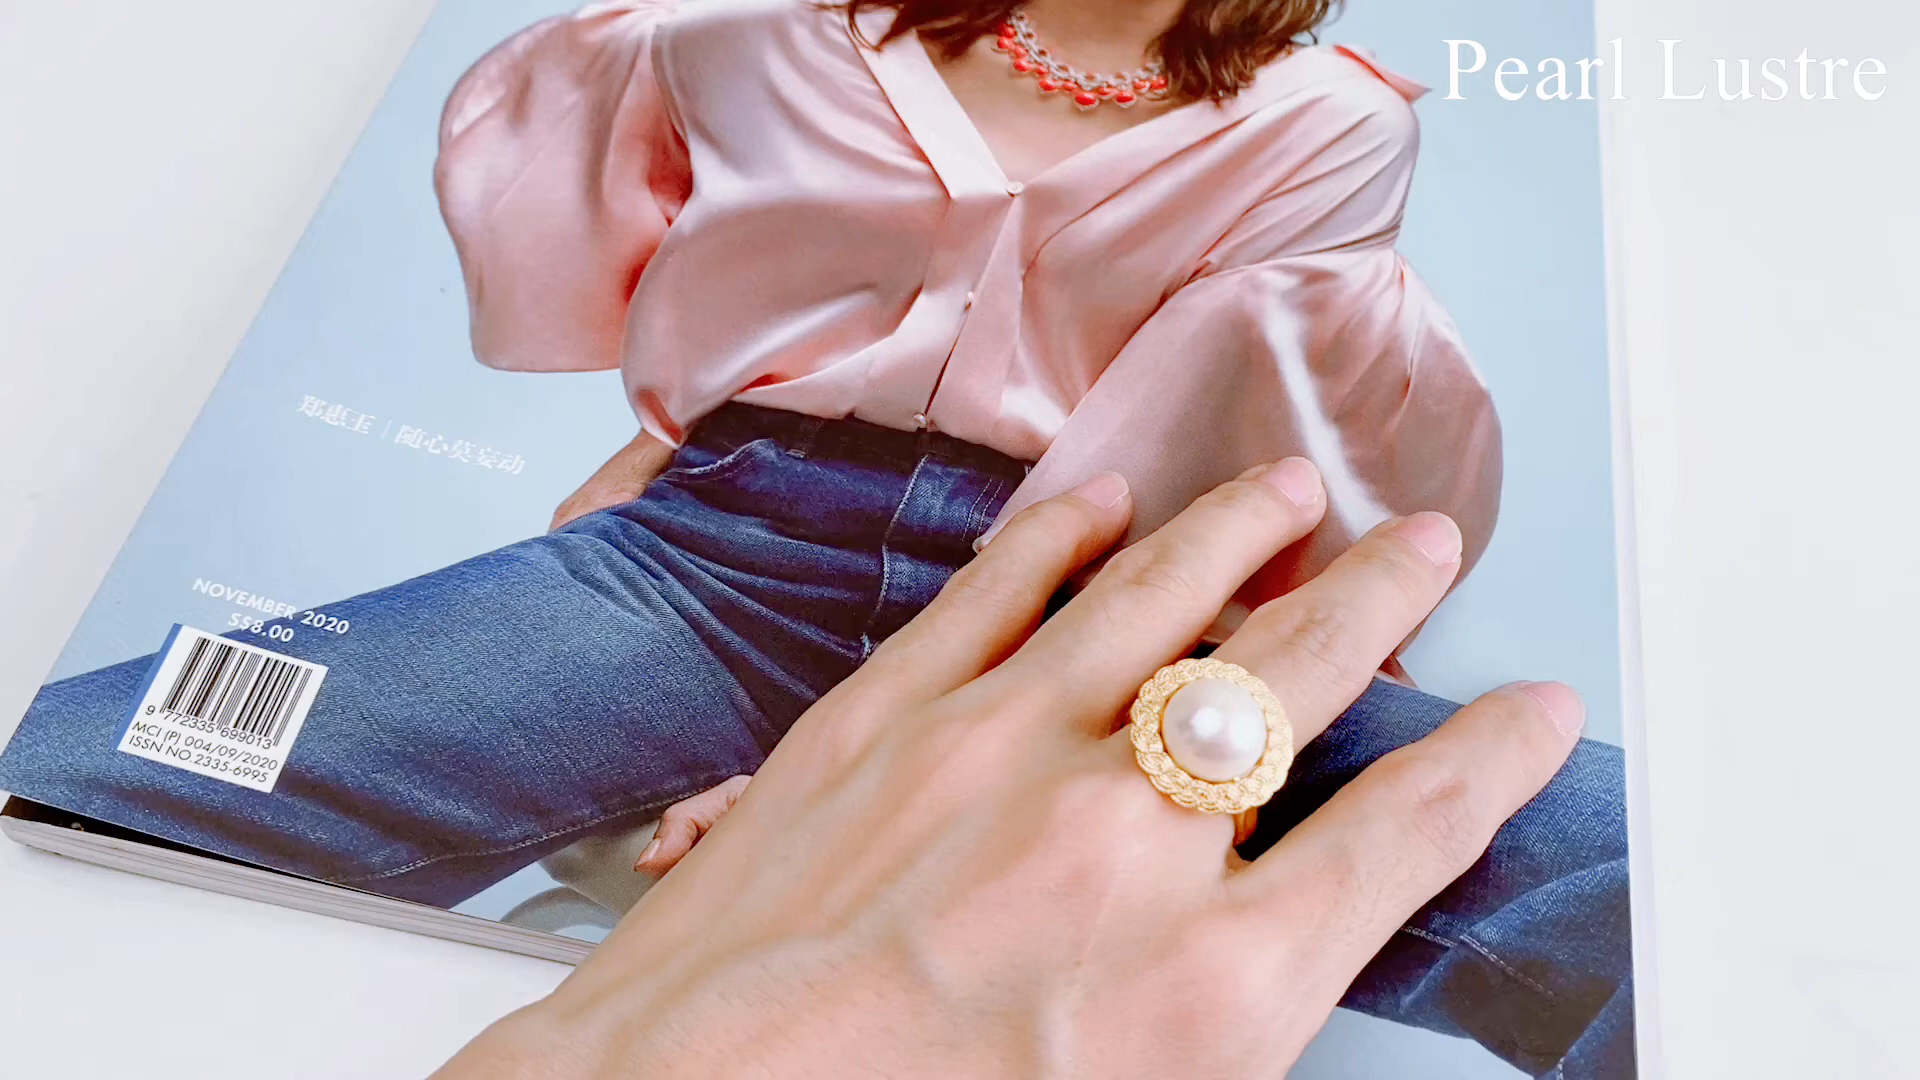 Pearl Lustre
郑惠玉 | 随心莫妄动
NOVEMBER 2020
S$8.00
9 772335 699013
MCI (P) 004/09/2020
ISSN NO.2335-6995